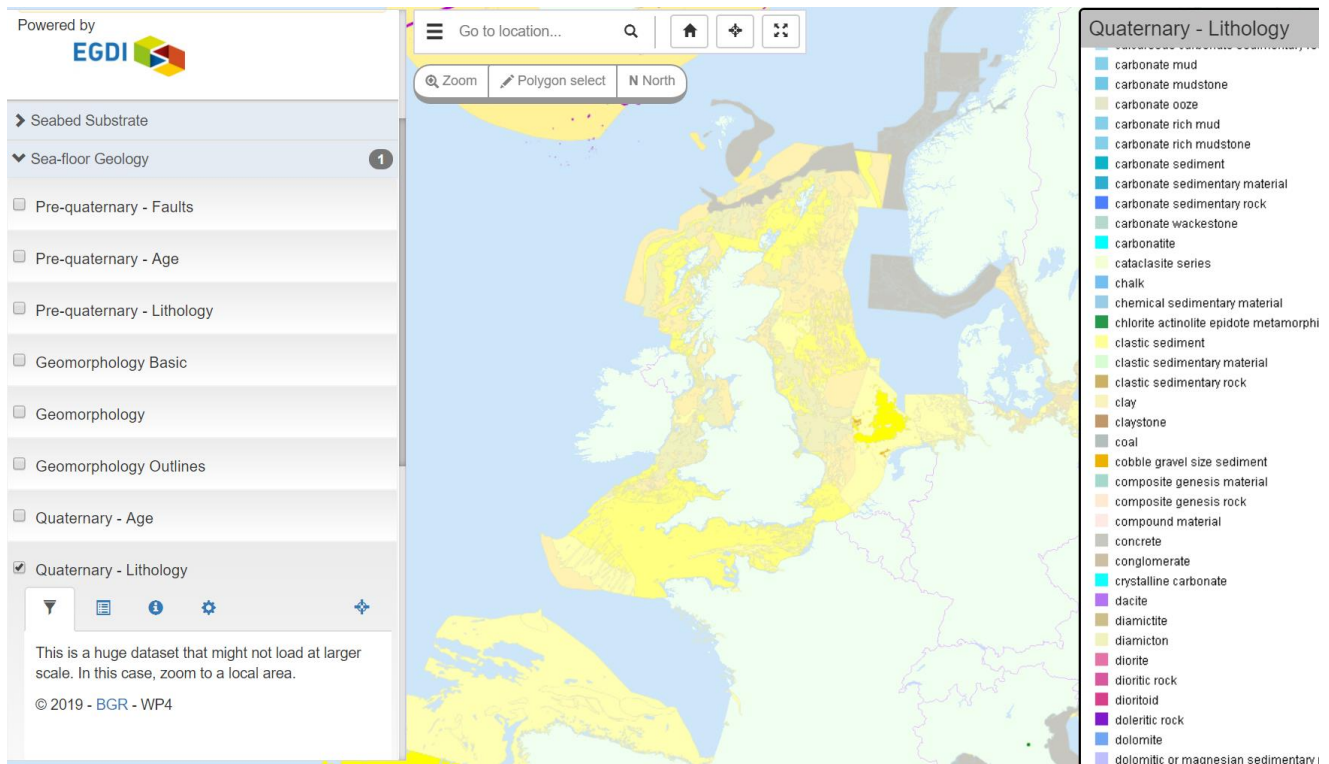 Powered by
EGDI
Seabed Substrate
Sea-floor Geology 1
Pre-quaternary - Faults
Pre-quaternary - Age
Pre-quaternary - Lithology
Geomorphology Basic
Geomorphology
Geomorphology Outlines
Quaternary - Age
Quaternary - Lithology
This is a huge dataset that might not load at larger
scale. In this case, zoom to a local area.
© 2019 - BGR - WP4
Go to location...
Zoom Polygon select N North
Quaternary - Lithology
carbonate mud
carbonate mudstone
carbonate ooze
carbonate rich mud
carbonate rich mudstone
carbonate sediment
carbonate sedimentary material
carbonate sedimentary rock
carbonate wackestone
carbonatite
cataclasite series
chalk
chemical sedimentary material
chlorite actinolite epidote metamorphi
clastic sediment
clastic sedimentary material
clastic sedimentary rock
clay
claystone
coal
cobble gravel size sediment
composite genesis material
composite genesis rock
compound material
concrete
conglomerate
crystalline carbonate
dacite
diamictite
diamicton
diorite
dioritic rock
dioritoid
doleritic rock
dolomite
dolomitic or magnesian sedimentary